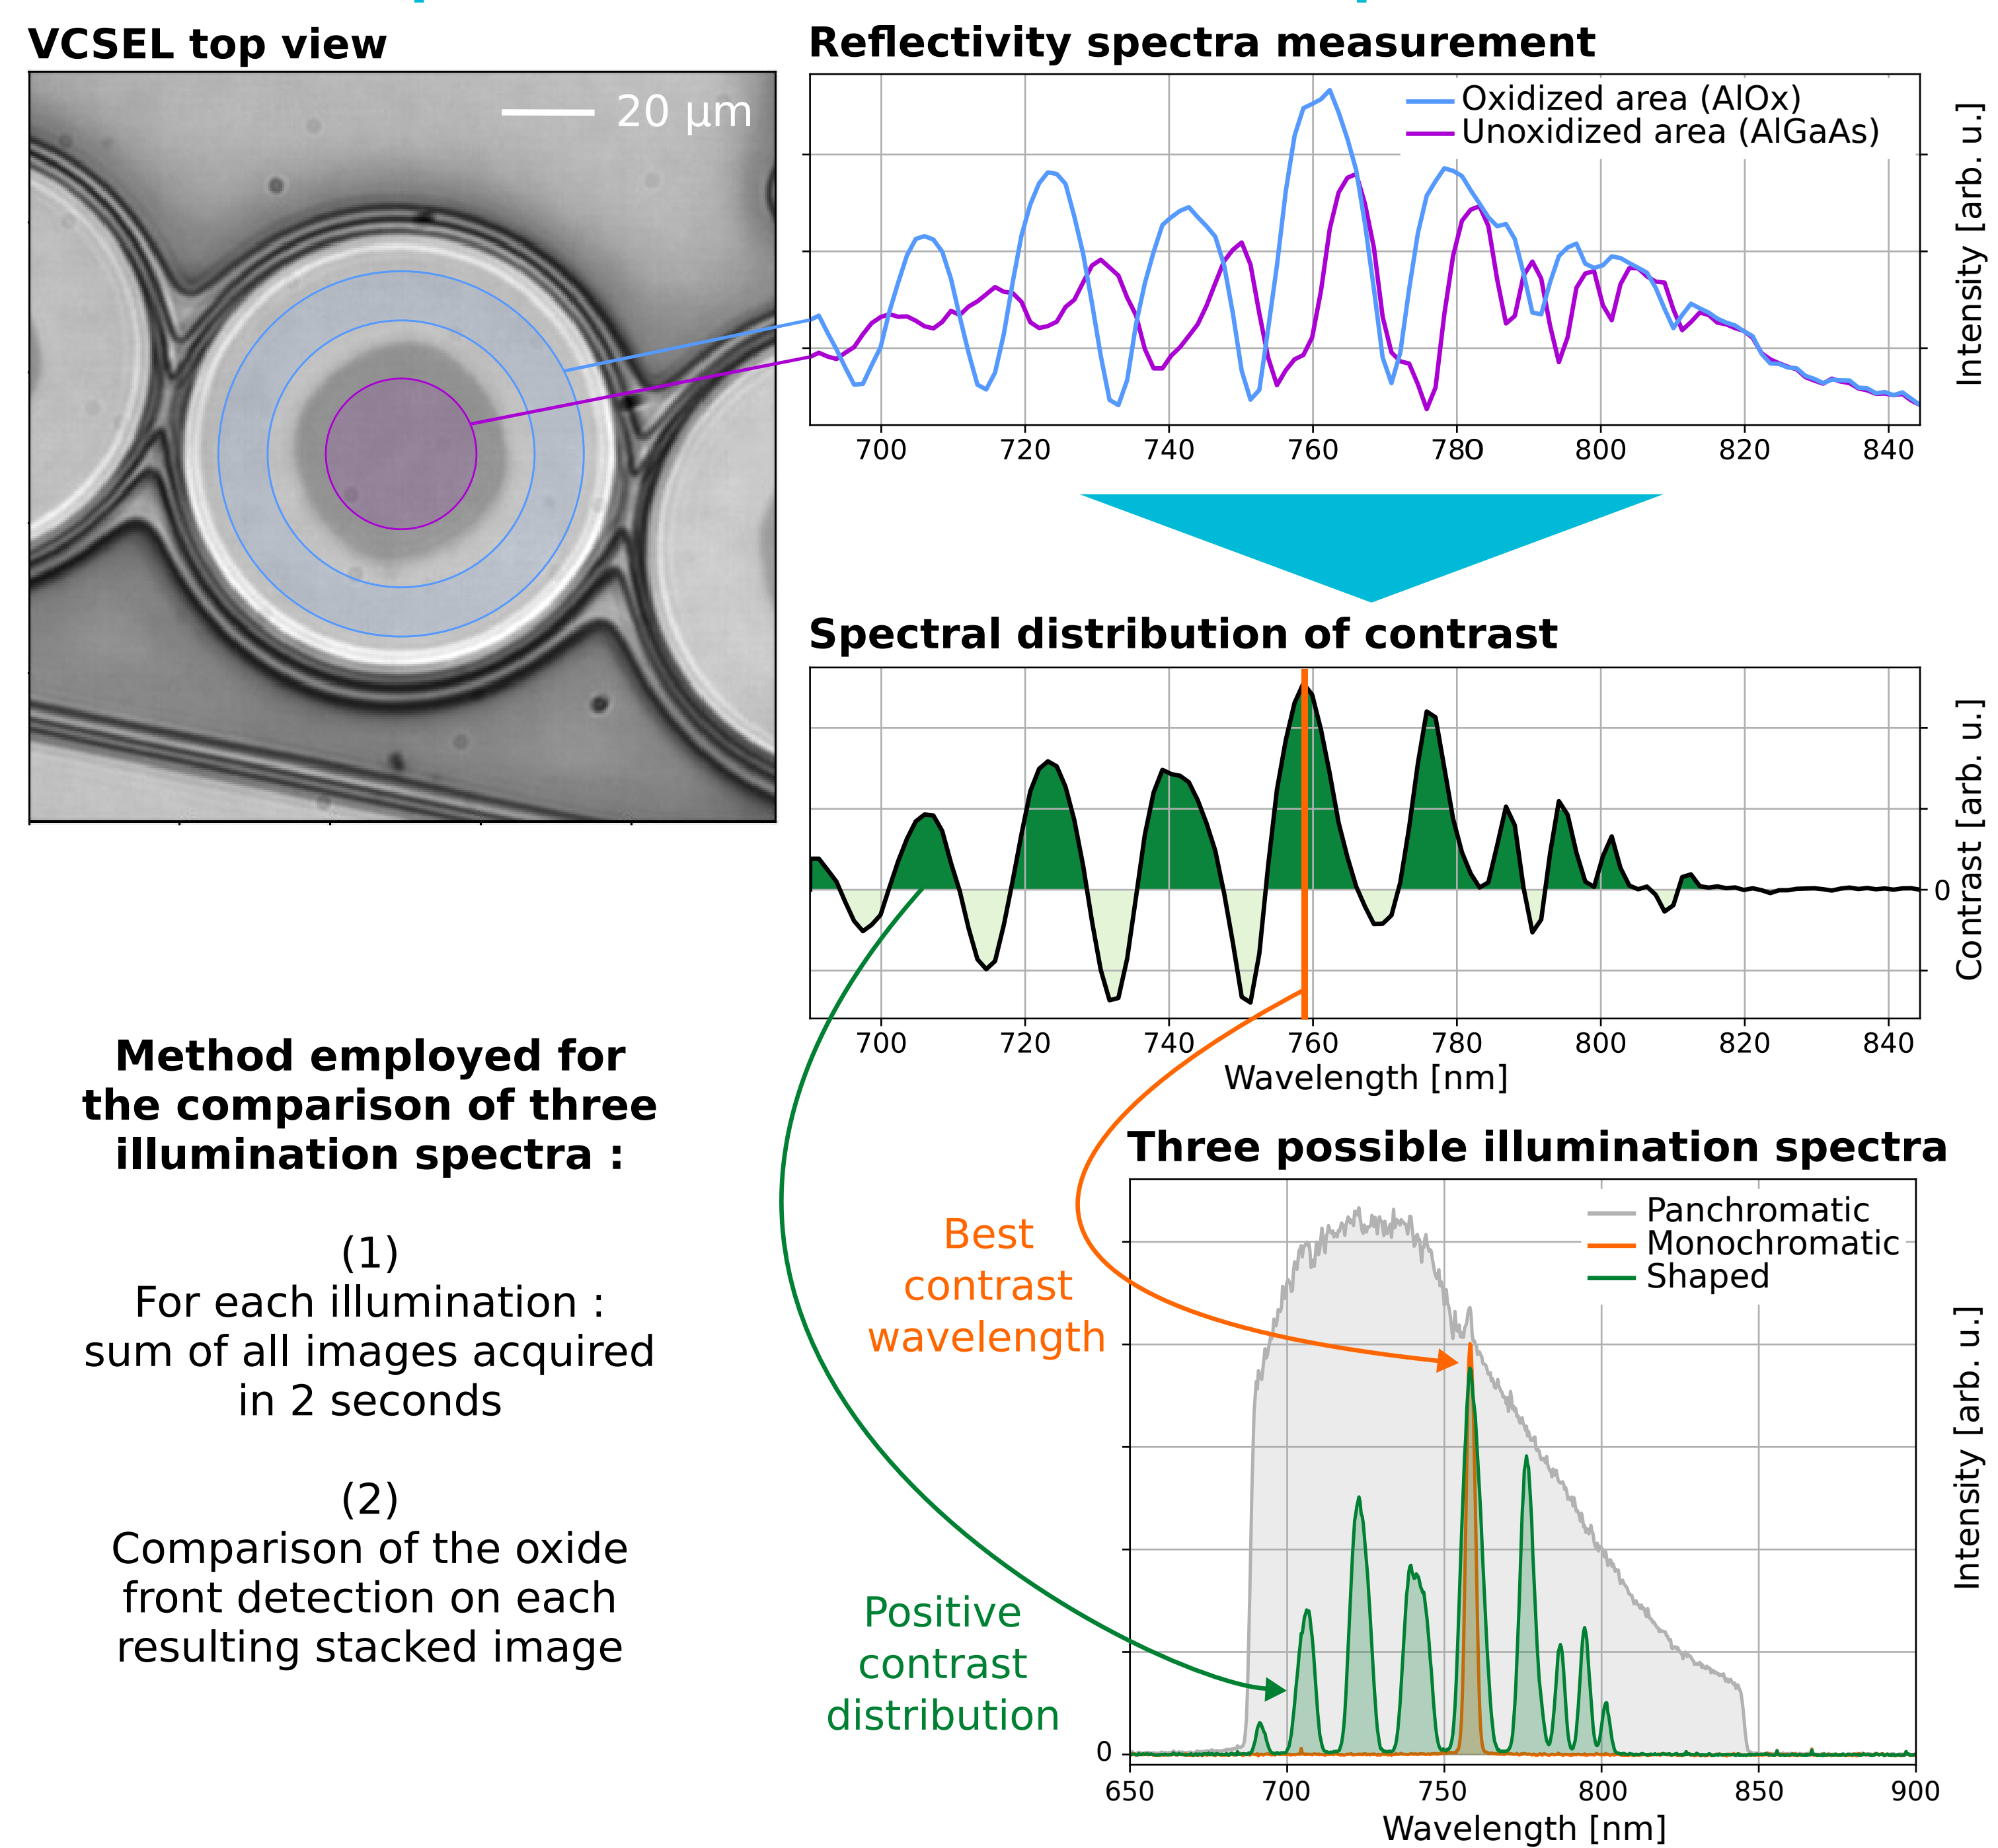 VCSEL top view
20 µm
Reflectivity spectra measurement
Oxidized area (AlOx)
Unoxidized area (AlGaAs)
Intensity [arb. u.]
700 720 740 760 780 800 820 840
Spectral distribution of contrast
0
Contrast [arb. u.]
700 720 740 760 780 800 820 840
Wavelength [nm]
Method employed for
the comparison of three
illumination spectra :
(1)
For each illumination :
sum of all images acquired
in 2 seconds
(2)
Comparison of the oxide
front detection on each
resulting stacked image
Best
contrast
wavelength
Positive
contrast
distribution
Three possible illumination spectra
Panchromatic
Monochromatic
Shaped
Intensity [arb. u.]
0
650 700 750 800 850 900
Wavelength [nm]